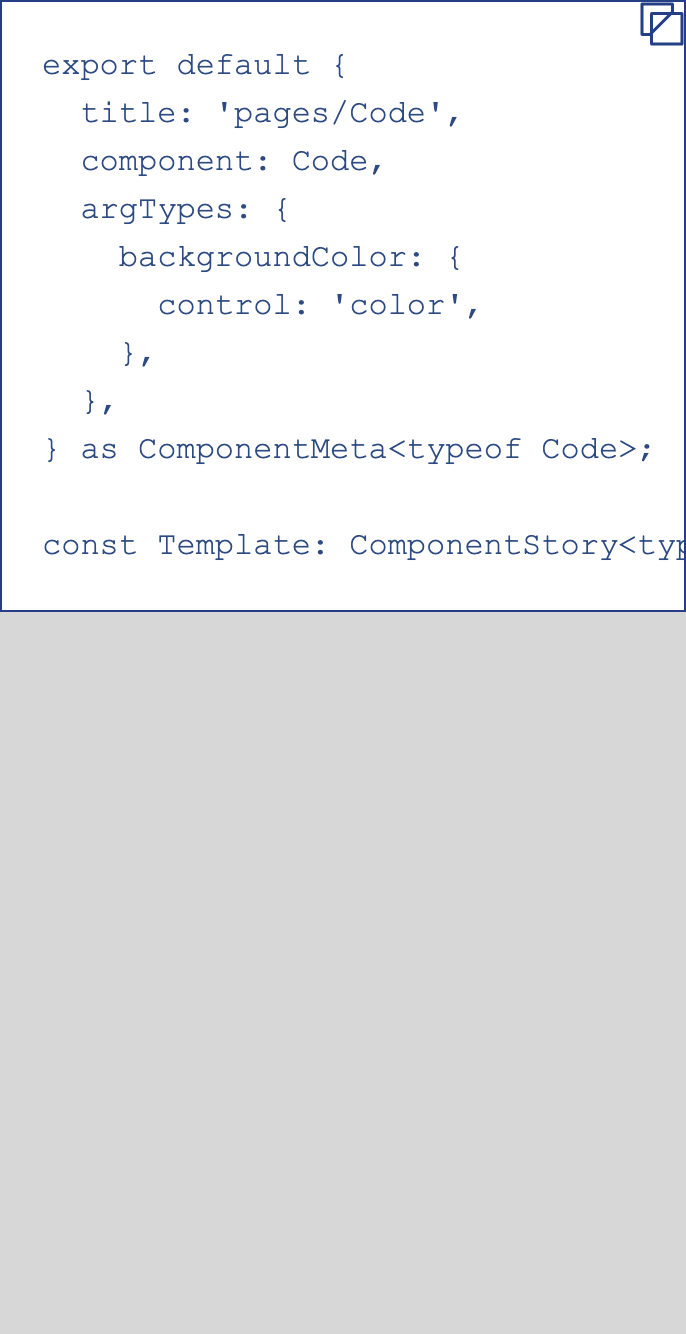 export default {
  title: 'pages/Code',
  component: Code,
  argTypes: {
    backgroundColor: {
      control: 'color',
    },
  },
} as ComponentMeta<typeof Code>;

const Template: ComponentStory<typ